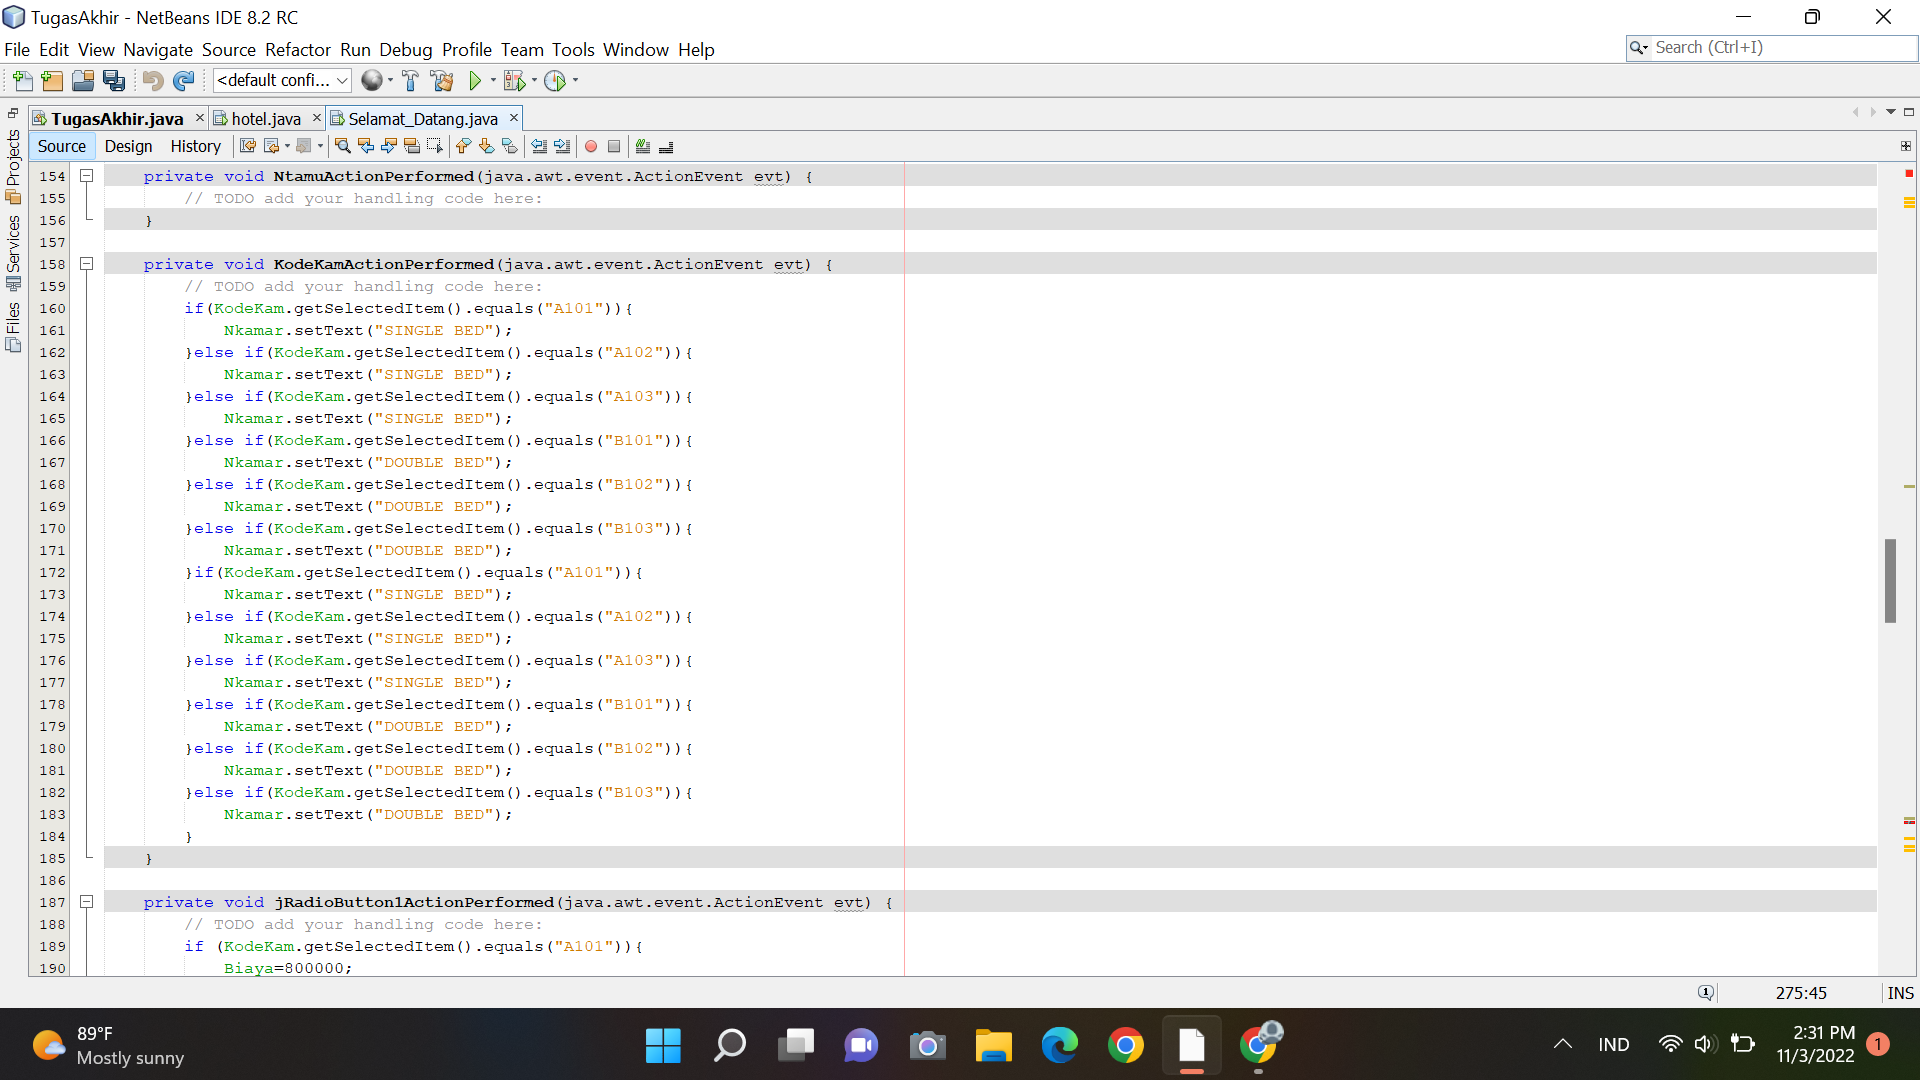 TugasAkhir - NetBeans IDE 8.2 RC
File Edit View Navigate Source Refactor Run Debug Profile Team Tools Window Help
Search (Ctrl+I)
<default confi...
TugasAkhir.java hotel.java Selamat_Datang.java
Projects
Services
Files
Source Design History
154 private void NtamuActionPerformed(java.awt.event.ActionEvent evt) {
155 // TODO add your handling code here:
156 }
157
158 private void KodeKamActionPerformed(java.awt.event.ActionEvent evt) {
159 // TODO add your handling code here:
160 if(KodeKam.getSelectedItem().equals("A101")){
161 Nkamar.setText("SINGLE BED");
162 }else if(KodeKam.getSelectedItem().equals("A102")){
163 Nkamar.setText("SINGLE BED");
164 }else if(KodeKam.getSelectedItem().equals("A103")){
165 Nkamar.setText("SINGLE BED");
166 }else if(KodeKam.getSelectedItem().equals("B101")){
167 Nkamar.setText("DOUBLE BED");
168 }else if(KodeKam.getSelectedItem().equals("B102")){
169 Nkamar.setText("DOUBLE BED");
170 }else if(KodeKam.getSelectedItem().equals("B103")){
171 Nkamar.setText("DOUBLE BED");
172 }if(KodeKam.getSelectedItem().equals("A101")){
173 Nkamar.setText("SINGLE BED");
174 }else if(KodeKam.getSelectedItem().equals("A102")){
175 Nkamar.setText("SINGLE BED");
176 }else if(KodeKam.getSelectedItem().equals("A103")){
177 Nkamar.setText("SINGLE BED");
178 }else if(KodeKam.getSelectedItem().equals("B101")){
179 Nkamar.setText("DOUBLE BED");
180 }else if(KodeKam.getSelectedItem().equals("B102")){
181 Nkamar.setText("DOUBLE BED");
182 }else if(KodeKam.getSelectedItem().equals("B103")){
183 Nkamar.setText("DOUBLE BED");
184 }
185 }
186
187 private void jRadioButton1ActionPerformed(java.awt.event.ActionEvent evt) {
188 // TODO add your handling code here:
189 if (KodeKam.getSelectedItem().equals("A101")){
190 Biaya=800000;
1 275:45 INS
89°F
Mostly sunny
IND
2:31 PM
11/3/2022
1